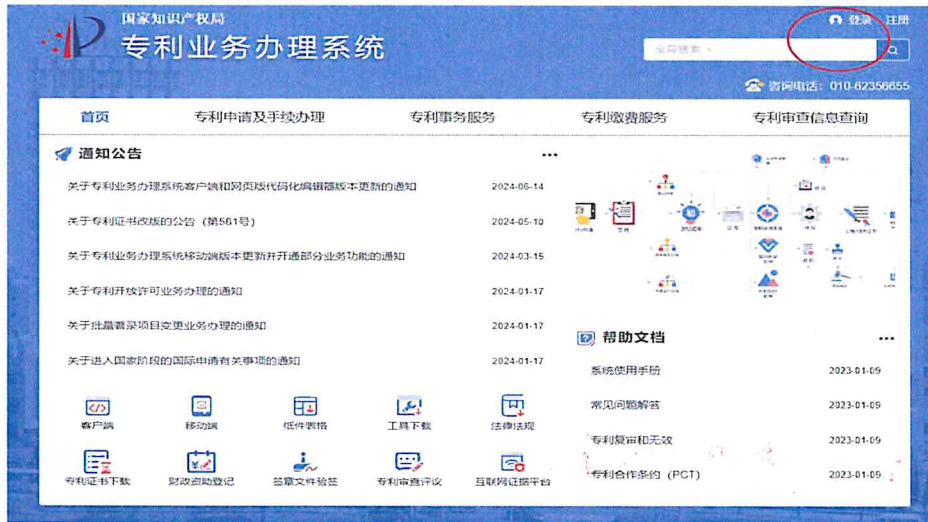 国家知识产权局
专利业务办理系统
登录 注册
全局搜索
咨询电话：010-62356655
首页 专利申请及手续办理 专利事务服务 专利缴费服务 专利审查信息查询
通知公告 •••
关于专利业务办理系统客户端和网页版代码化编辑器版本更新的通知 2024-06-14
关于专利证书改版的公告（第561号） 2024-05-10
关于专利业务办理系统移动端版本更新并开通部分业务功能的通知 2024-03-15
关于专利开放许可业务办理的通知 2024-01-17
关于批量著录项目变更业务办理的通知 2024-01-17
关于进入国家阶段的国际申请有关事项的通知 2024-01-17
客户端 移动端 纸件表格 工具下载 法律法规
专利证书下载 财政资助登记 签章文件验签 专利审查评议 互联网证据平台
帮助文档 •••
系统使用手册 2023-01-09
常见问题解答 2023-01-09
专利复审和无效 2023-01-09
专利合作条约（PCT） 2023-01-09